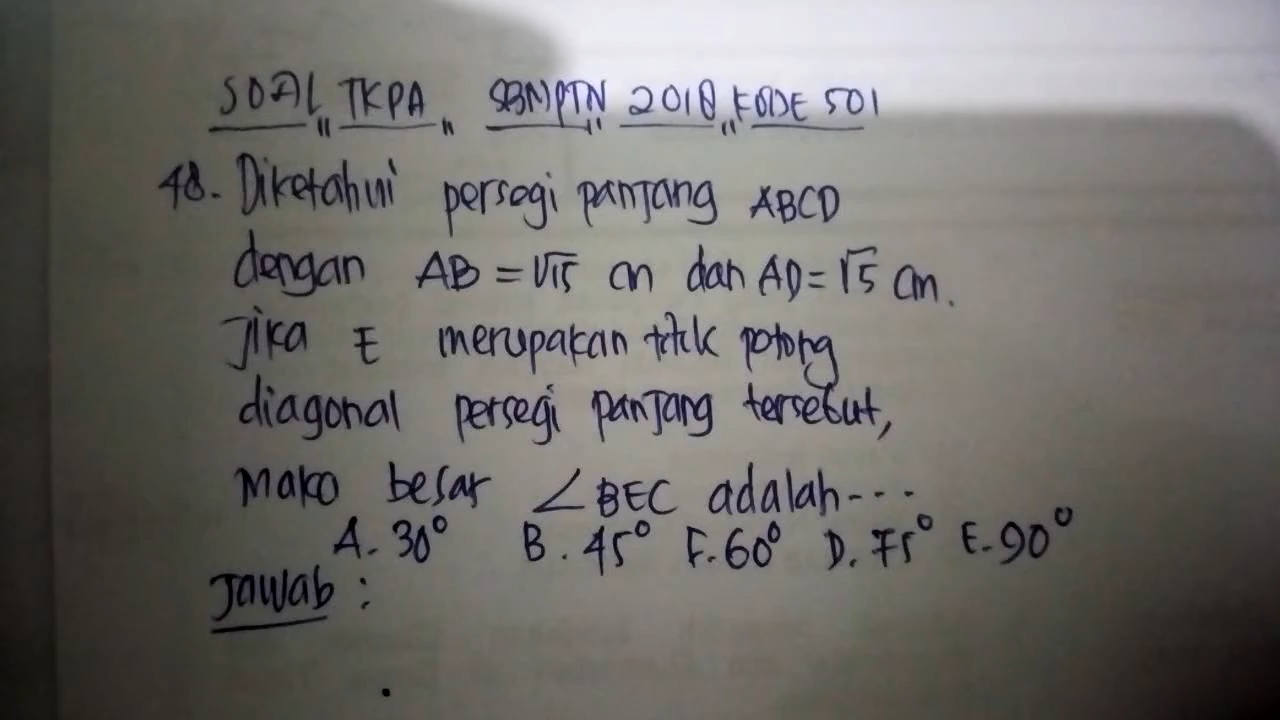 SOAL "TKPA" SBMPTN" 2018 "KODE 501
48. Diketahui persegi panjang ABCD
dengan AB = √15 cm dan AD = √5 cm.
Jika E merupakan titik potong
diagonal persegi panjang tersebut,
mako besar ∠BEC adalah ---
A. 30° B. 45° F. 60° D. 75° E. 90°
Jawab :